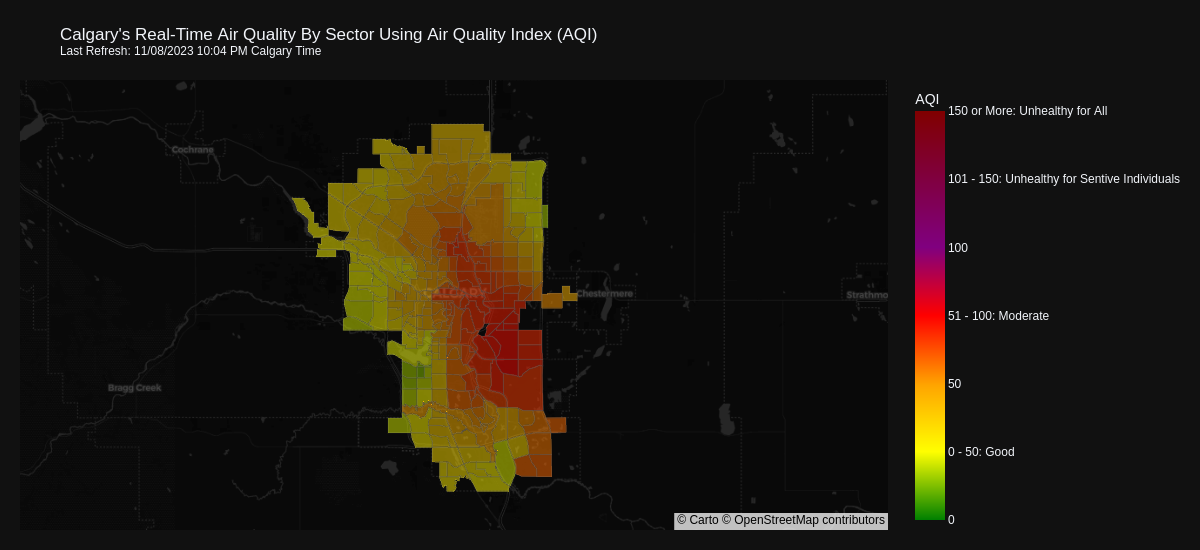 Calgary's Real-Time Air Quality By Sector Using Air Quality Index (AQI)
Last Refresh: 11/08/2023 10:04 PM Calgary Time
AQI
150 or More: Unhealthy for All
101 - 150: Unhealthy for Sentive Individuals
100
51 - 100: Moderate
50
0 - 50: Good
0
Cochrane
CALGARY
Chestermere
Strathmo
Bragg Creek
© Carto © OpenStreetMap contributors